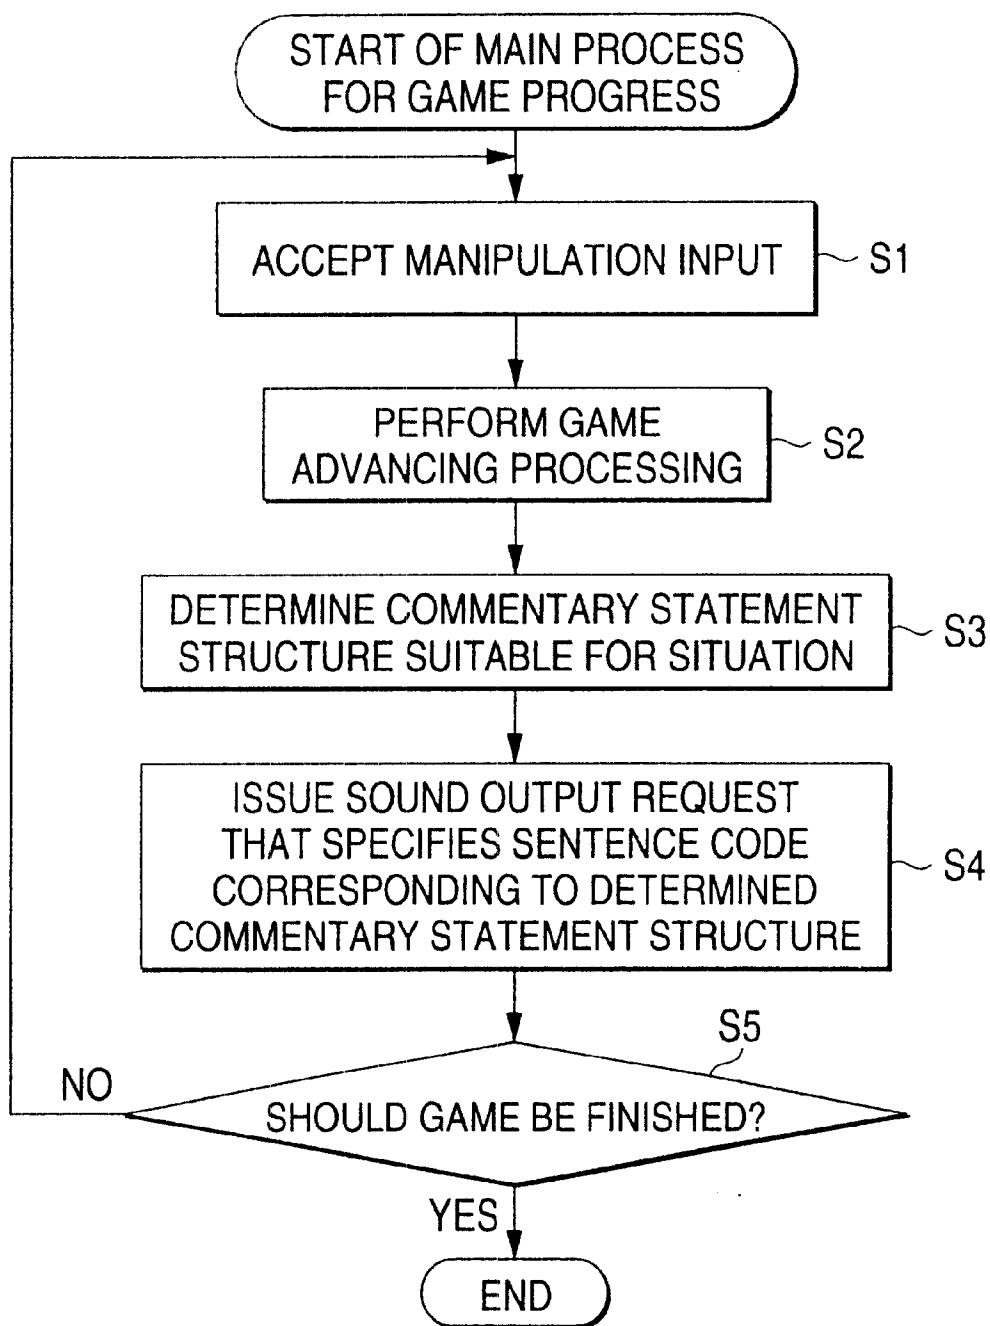 START OF MAIN PROCESS
FOR GAME PROGRESS
ACCEPT MANIPULATION INPUT
S1
PERFORM GAME
ADVANCING PROCESSING
S2
DETERMINE COMMENTARY STATEMENT
STRUCTURE SUITABLE FOR SITUATION
S3
ISSUE SOUND OUTPUT REQUEST
THAT SPECIFIES SENTENCE CODE
CORRESPONDING TO DETERMINED
COMMENTARY STATEMENT STRUCTURE
S4
S5
NO
SHOULD GAME BE FINISHED?
YES
END